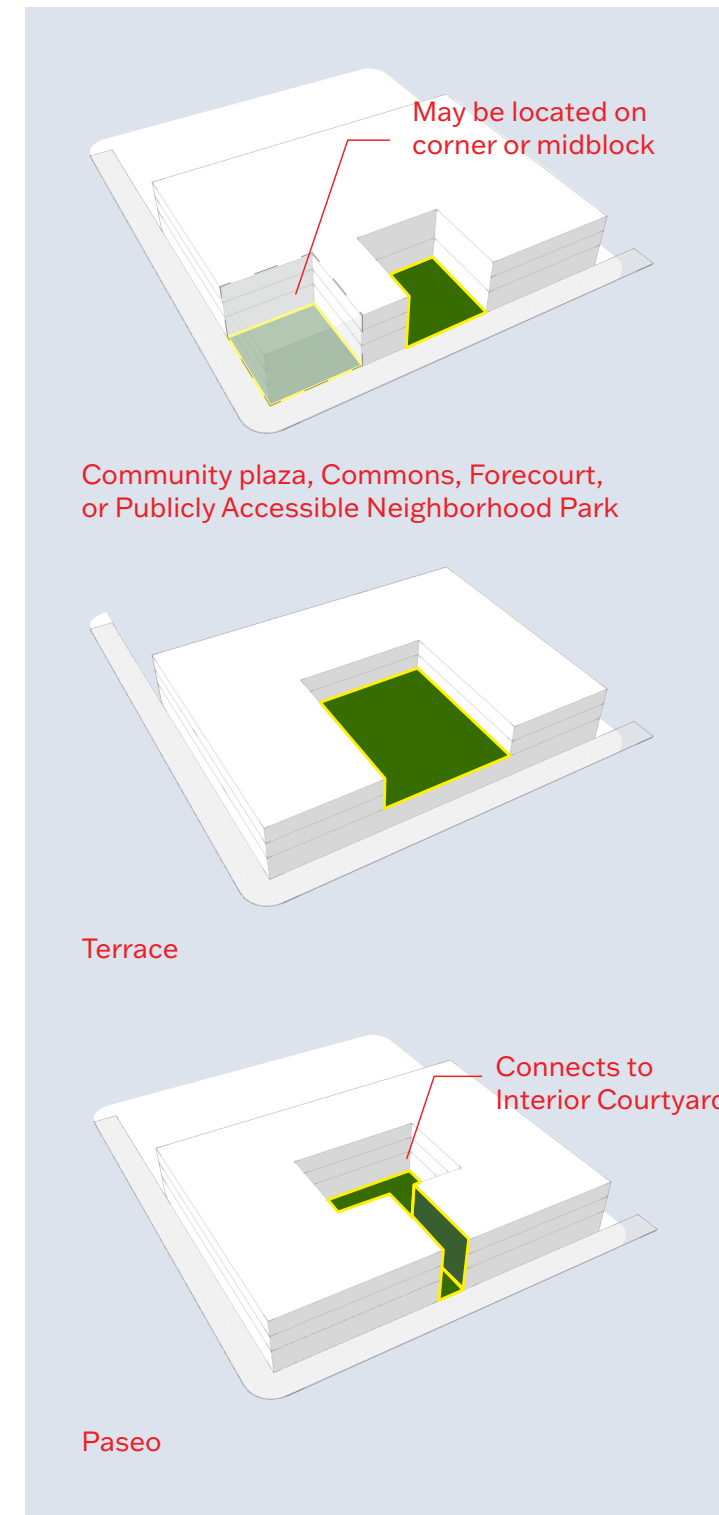 May be located on
corner or midblock
Community plaza, Commons, Forecourt,
or Publicly Accessible Neighborhood Park
Terrace
Connects to
Interior Courtyard
Paseo